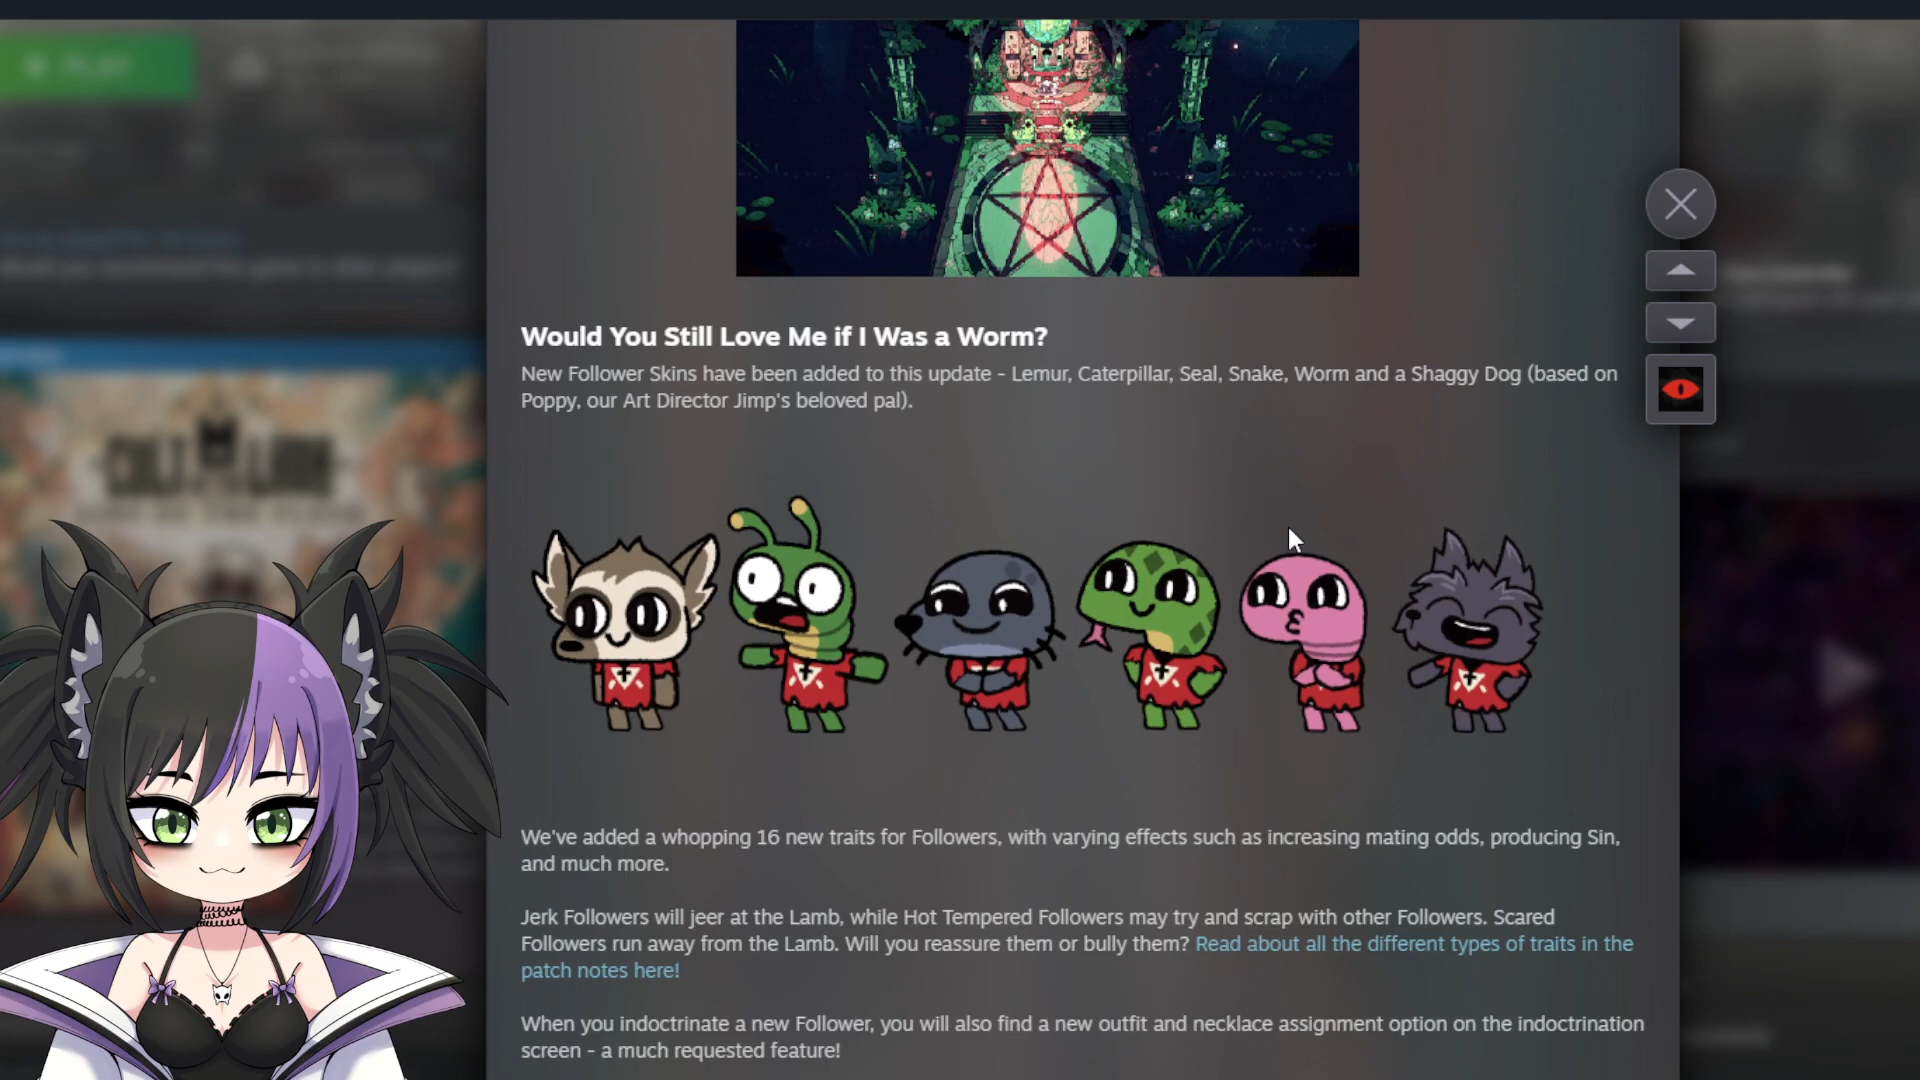 PLAY
CULT LAMB
Would You Still Love Me if I Was a Worm?
New Follower Skins have been added to this update - Lemur, Caterpillar, Seal, Snake, Worm and a Shaggy Dog (based on
Poppy, our Art Director Jimp's beloved pal).
We've added a whopping 16 new traits for Followers, with varying effects such as increasing mating odds, producing Sin,
and much more.
Jerk Followers will jeer at the Lamb, while Hot Tempered Followers may try and scrap with other Followers. Scared
Followers run away from the Lamb. Will you reassure them or bully them? Read about all the different types of traits in the
patch notes here!
When you indoctrinate a new Follower, you will also find a new outfit and necklace assignment option on the indoctrination
screen - a much requested feature!